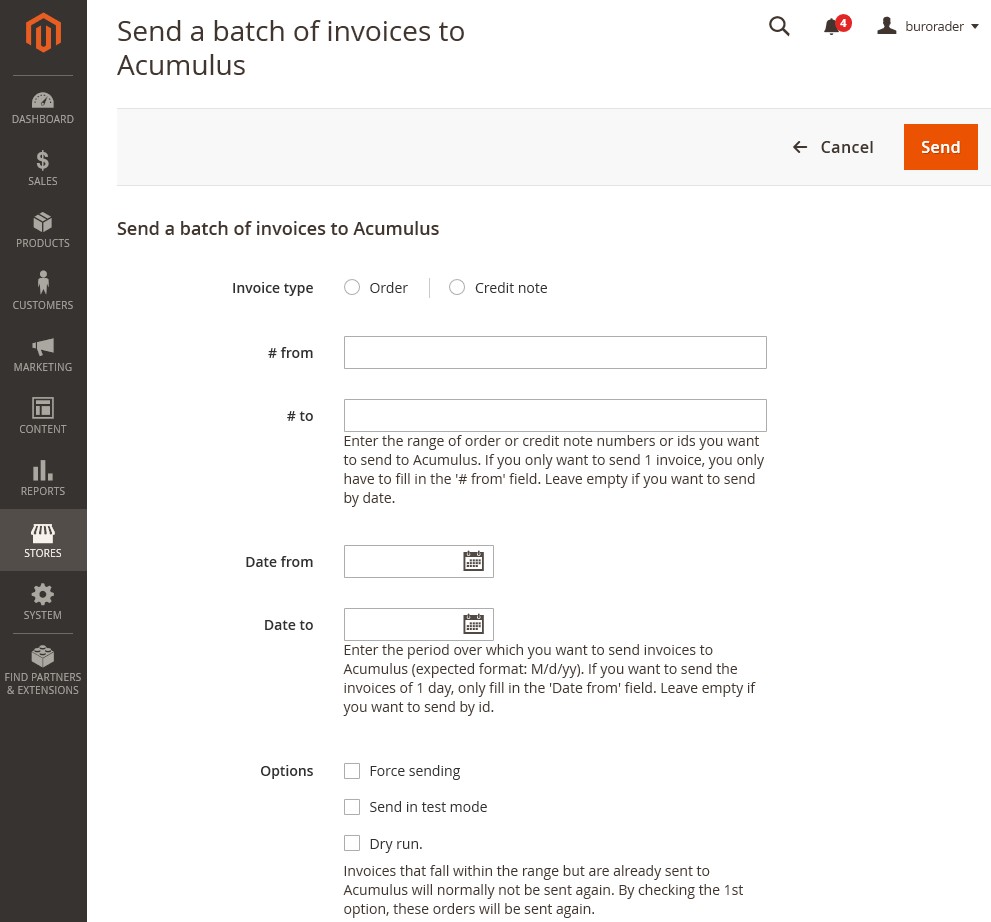 Send a batch of invoices to
Acumulus
4
burorader
DASHBOARD
SALES
PRODUCTS
CUSTOMERS
MARKETING
CONTENT
REPORTS
STORES
SYSTEM
FIND PARTNERS
& EXTENSIONS
Cancel
Send
Send a batch of invoices to Acumulus
Invoice type Order Credit note
# from
# to
Enter the range of order or credit note numbers or ids you want
to send to Acumulus. If you only want to send 1 invoice, you only
have to fill in the '# from' field. Leave empty if you want to send
by date.
Date from
Date to
Enter the period over which you want to send invoices to
Acumulus (expected format: M/d/yy). If you want to send the
invoices of 1 day, only fill in the 'Date from' field. Leave empty if
you want to send by id.
Options Force sending
Send in test mode
Dry run.
Invoices that fall within the range but are already sent to
Acumulus will normally not be sent again. By checking the 1st
option, these orders will be sent again.